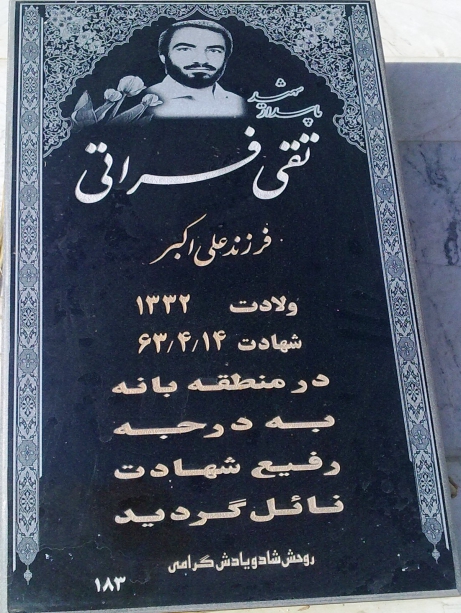 شهید
پاسدار
تقی فراتی
فرزند علی اکبر
ولادت ۱۳۳۲
شهادت ۶۳٫۴٫۱۴
در منطقه بانه
به درجه
رفیع شهادت
نائل گردید
روحش شاد و یادش گرامی
۱۸۳